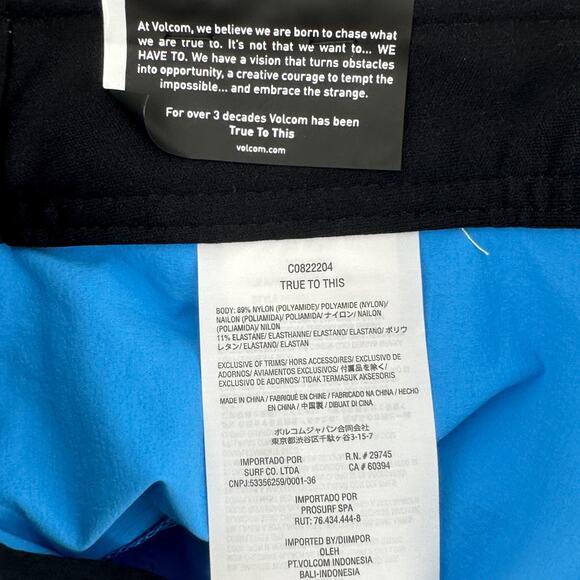 At Volcom, we believe we are born to chase what
we are true to. It's not that we want to... WE
HAVE TO. We have a vision that turns obstacles
into opportunity, a creative courage to tempt the
impossible... and embrace the strange.
For over 3 decades Volcom has been
True To This
volcom.com
C0822204
TRUE TO THIS
BODY: 89% NYLON (POLYAMIDE)/ POLYAMIDE (NYLON)/
NAILON (POLIAMIDA)/ POLIAMIDA / ナイロン/ NAILON
(POLIAMIDA)/ NILON
11% ELASTANE/ ELASTHANNE/ ELASTANO/ ELASTANO/ ポリウ
レタン/ ELASTANO/ ELASTAN
EXCLUSIVE OF TRIMS/ HORS ACCESSOIRES/ EXCLUSIVO DE
ADORNOS/ AVIAMENTOS EXCLUSIVOS/ 付属品を除く/
EXCLUSIVO DE ADORNOS/ TIDAK TERMASUK AKSESORIS
MADE IN CHINA / FABRIQUÉ EN CHINE / FABRICADO NA CHINA / HECHO
EN CHINA / 中国製 / DIBUAT DI CINA
ボルコムジャパン合同会社
東京都渋谷区千駄ヶ谷3-15-7
IMPORTADO POR
SURF CO. LTDA
CNPJ:53356259/0001-36
R.N. # 29745
CA # 60394
IMPORTADO POR
PROSURF SPA
RUT: 76.434.444-8
IMPORTED BY/DIIMPOR
OLEH
PT.VOLCOM INDONESIA
BALI-INDONESIA